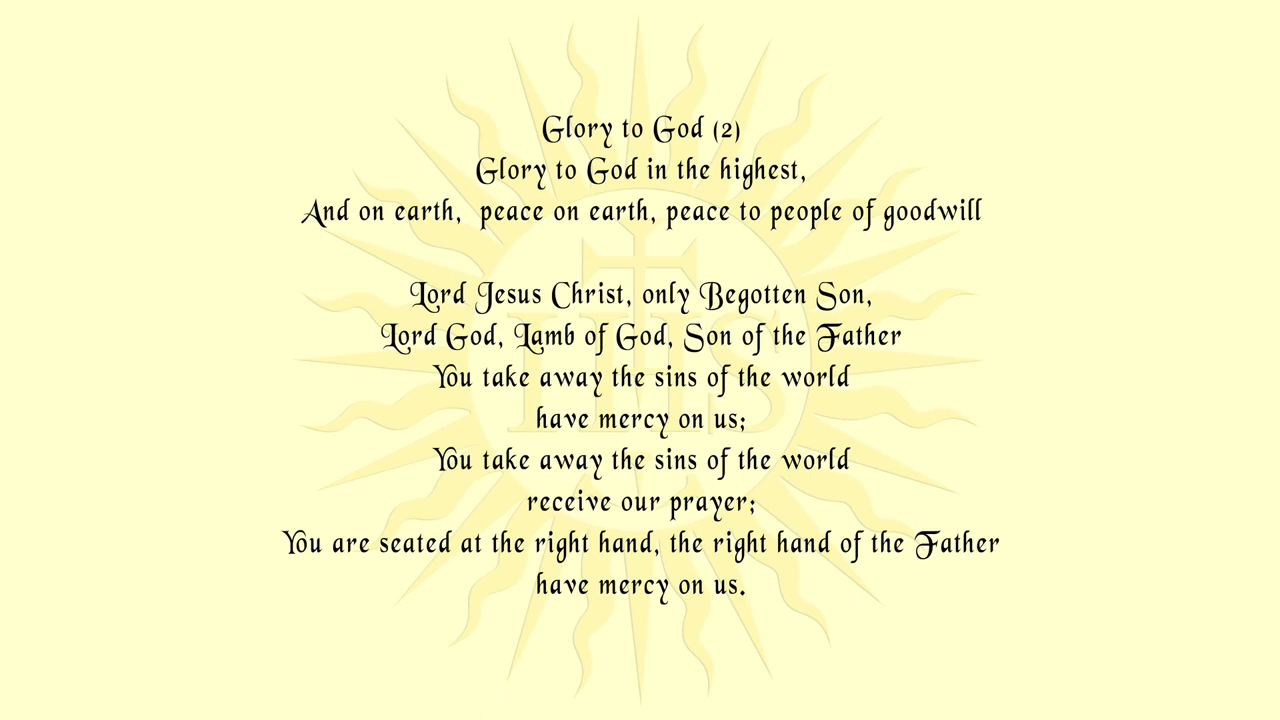 Glory to God (2)
Glory to God in the highest,
And on earth,  peace on earth, peace to people of goodwill
Lord Jesus Christ, only Begotten Son,
Lord God, Lamb of God, Son of the Father
You take away the sins of the world
have mercy on us;
You take away the sins of the world
receive our prayer;
You are seated at the right hand, the right hand of the Father
have mercy on us.
IHS